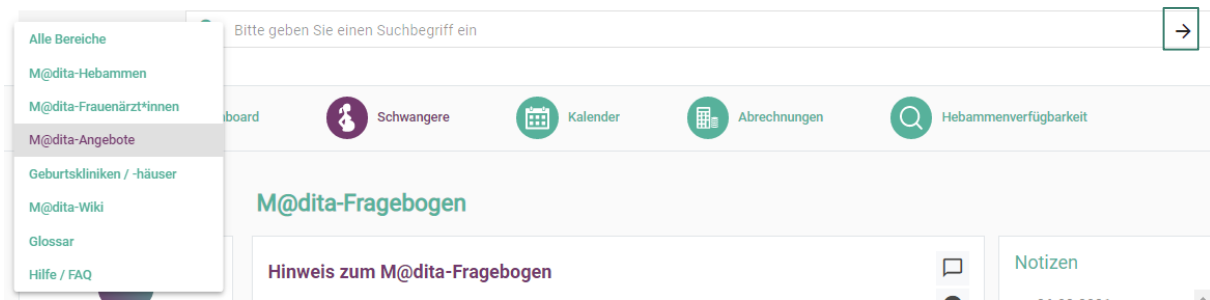 Bitte geben Sie einen Suchbegriff ein
Alle Bereiche
M@dita-Hebammen
M@dita-Frauenärzt*innen
M@dita-Angebote
Geburtskliniken / -häuser
M@dita-Wiki
Glossar
Hilfe / FAQ
board
Schwangere
Kalender
Abrechnungen
Hebammenverfügbarkeit
M@dita-Fragebogen
Hinweis zum M@dita-Fragebogen
Notizen